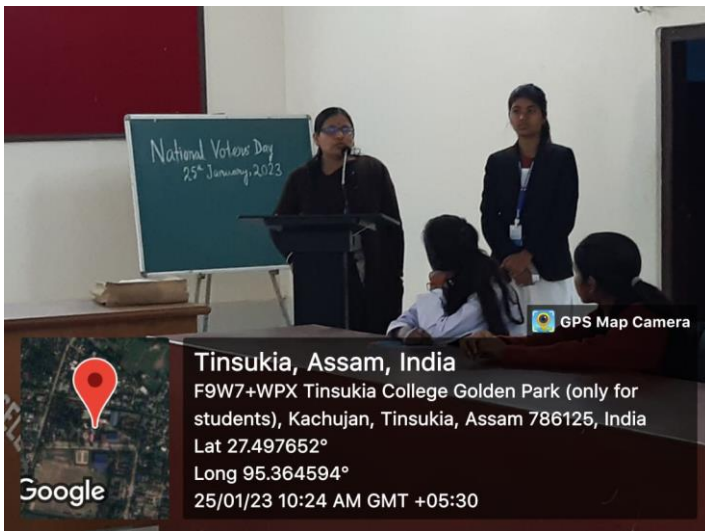 National Voters' Day
25th January, 2023
GPS Map Camera
Tinsukia, Assam, India
F9W7+WPX Tinsukia College Golden Park (only for
students), Kachujan, Tinsukia, Assam 786125, India
Lat 27.497652°
Long 95.364594°
25/01/23 10:24 AM GMT +05:30
Google